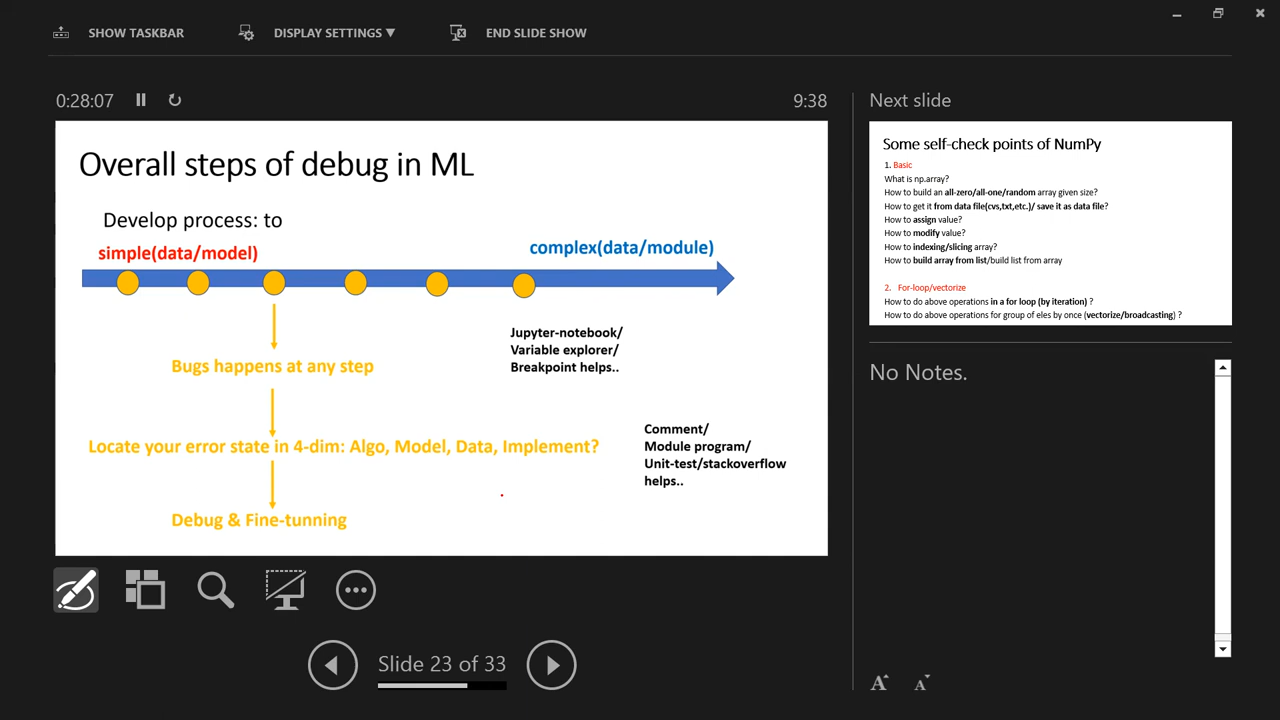 SHOW TASKBAR
DISPLAY SETTINGS ▼
END SLIDE SHOW
0:28:07
9:38
Overall steps of debug in ML
Develop process: to
simple(data/model)
complex(data/module)
Jupyter-notebook/
Variable explorer/
Breakpoint helps..
Bugs happens at any step
Comment/
Module program/
Unit-test/stackoverflow
helps..
Locate your error state in 4-dim: Algo, Model, Data, Implement?
Debug & Fine-tunning
Slide 23 of 33
Next slide
Some self-check points of NumPy
1. Basic
What is np.array?
How to build an all-zero/all-one/random array given size?
How to get it from data file(cvs,txt,etc.)/ save it as data file?
How to assign value?
How to modify value?
How to indexing/slicing array?
How to build array from list/build list from array
2. For-loop/vectorize
How to do above operations in a for loop (by iteration) ?
How to do above operations for group of eles by once (vectorize/broadcasting) ?
No Notes.
A A